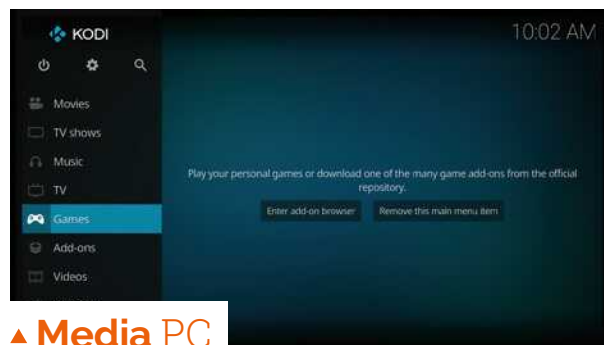 KODI
10:02 AM
Movies
TV shows
Music
TV
Games
Add-ons
Videos
Play your personal games or download one of the many game add-ons from the official
repository.
Enter add-on browser
Remove this main menu item
▲ Media PC